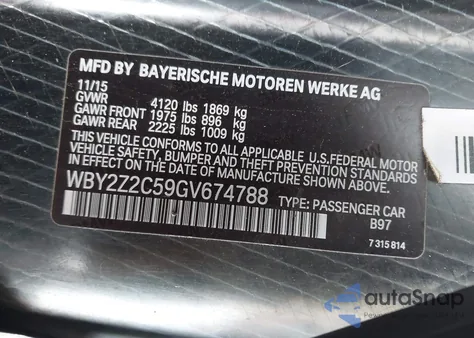 MFD BY BAYERISCHE MOTOREN WERKE AG
11/15
GVWR 4120 lbs 1869 kg
GAWR FRONT 1975 lbs 896 kg
GAWR REAR 2225 lbs 1009 kg
THIS VEHICLE CONFORMS TO ALL APPLICABLE U.S. FEDERAL MOTOR
VEHICLE SAFETY, BUMPER AND THEFT PREVENTION STANDARDS
IN EFFECT ON THE DATE OF MANUFACTURE SHOWN ABOVE.
WBY2Z2C59GV674788
TYPE: PASSENGER CAR
B97
7 315 814
autoSnap